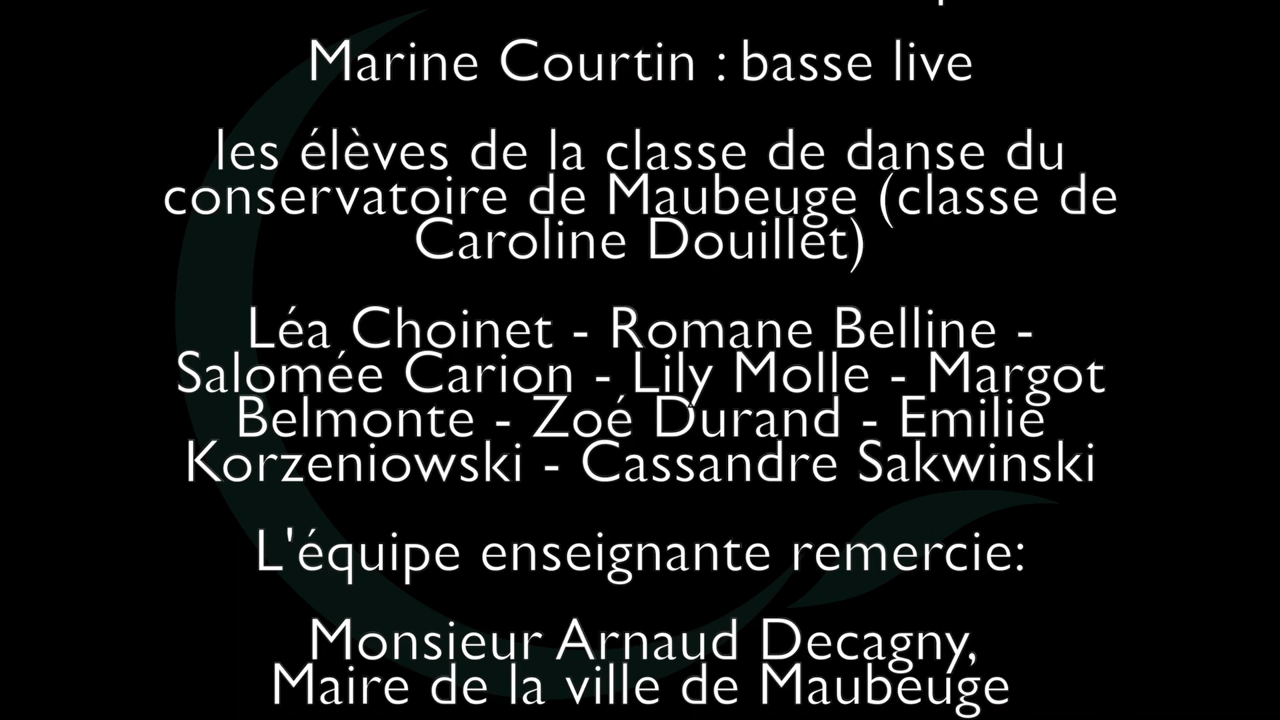 Marine Courtin : basse live
les élèves de la classe de danse du
conservatoire de Maubeuge (classe de
Caroline Douillet)
Léa Choinet - Romane Belline -
Salomée Carion - Lily Molle - Margot
Belmonte - Zoé Durand - Emilie
Korzeniowski - Cassandre Sakwinski
L'équipe enseignante remercie:
Monsieur Arnaud Decagny,
Maire de la ville de Maubeuge